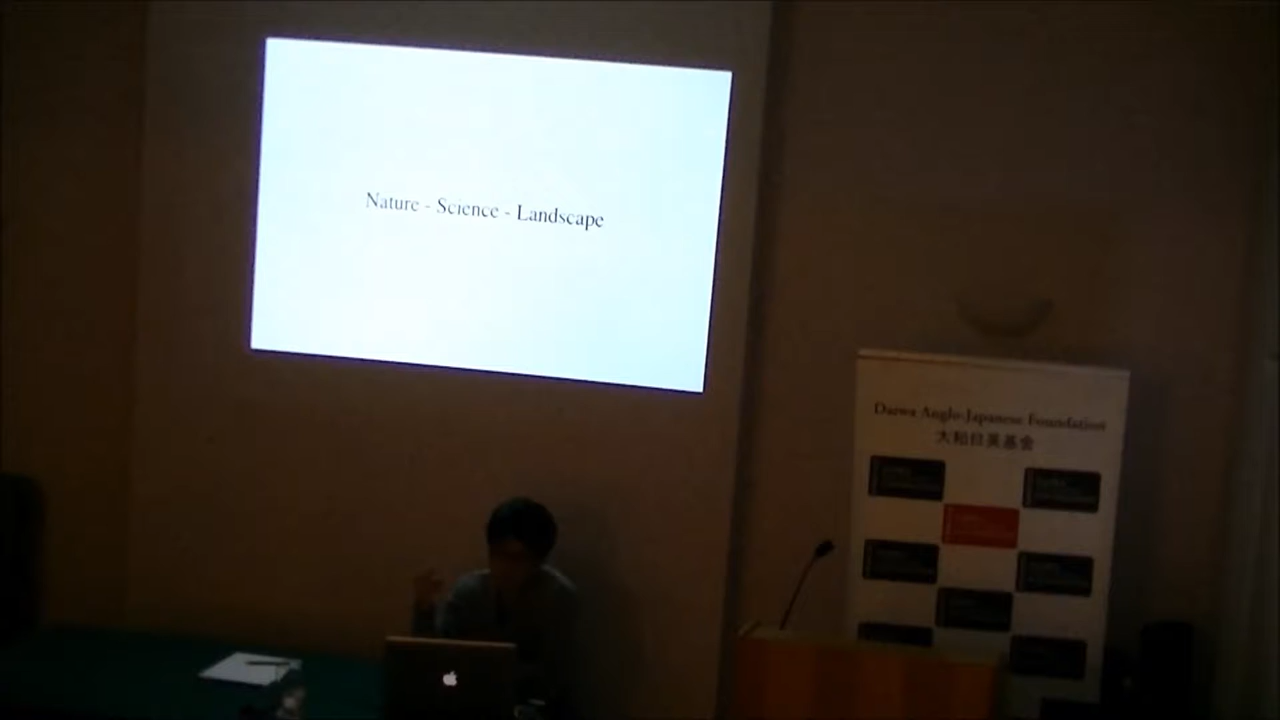 Nature - Science - Landscape
Daiwa Anglo-Japanese Foundation
大和日英基金